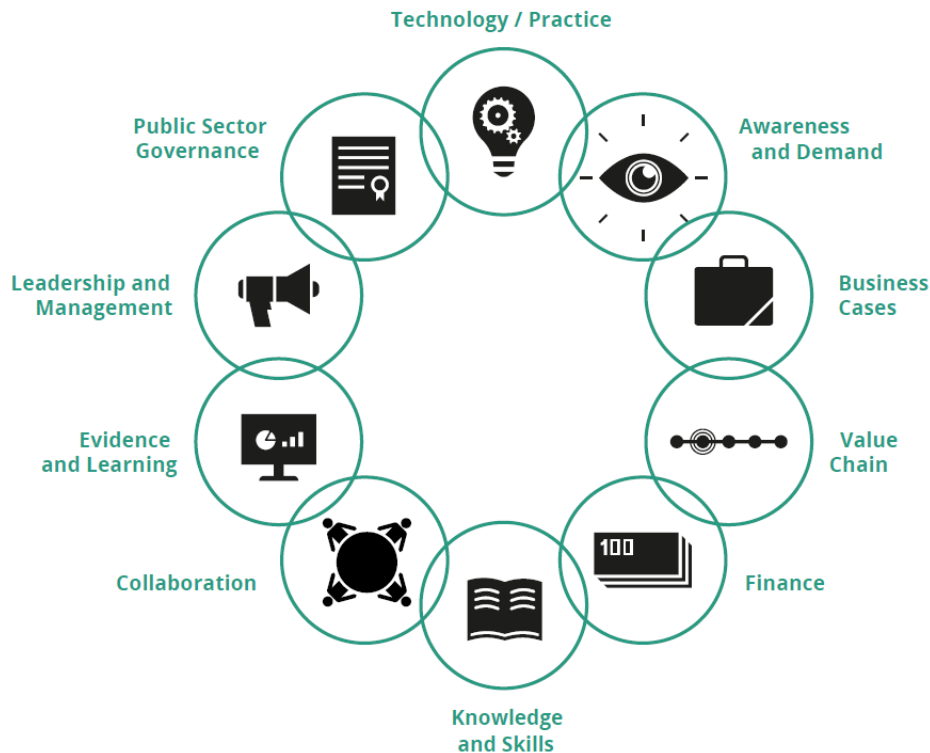 Technology / Practice
Awareness
and Demand
Business
Cases
Value
Chain
100
Finance
Knowledge
and Skills
Collaboration
Evidence
and Learning
Leadership and
Management
Public Sector
Governance